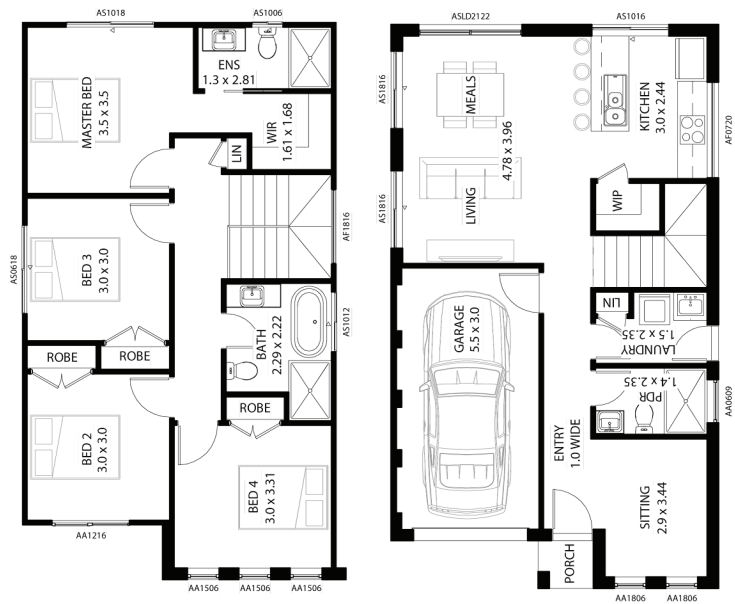 AS1018
AS1006
MASTER BED
3.5 x 3.5
ENS
1.3 x 2.81
WIR
1.61 x 1.68
LIN
AF1816
AS0618
BED 3
3.0 x 3.0
BATH
2.29 x 2.22
AS1012
ROBE
ROBE
ROBE
BED 2
3.0 x 3.0
BED 4
3.0 x 3.31
AA1216
AA1506
AA1506
AA1506
ASLD2122
AS1016
AS1816
MEALS
4.78 x 3.96
KITCHEN
3.0 x 2.44
AF0720
AS1816
LIVING
WIP
GARAGE
5.5 x 3.0
LIN
LAUNDRY
1.5 x 2.35
PDR
1.4 x 2.35
AA0609
ENTRY
1.0 WIDE
SITTING
2.9 x 3.44
PORCH
AA1806
AA1806